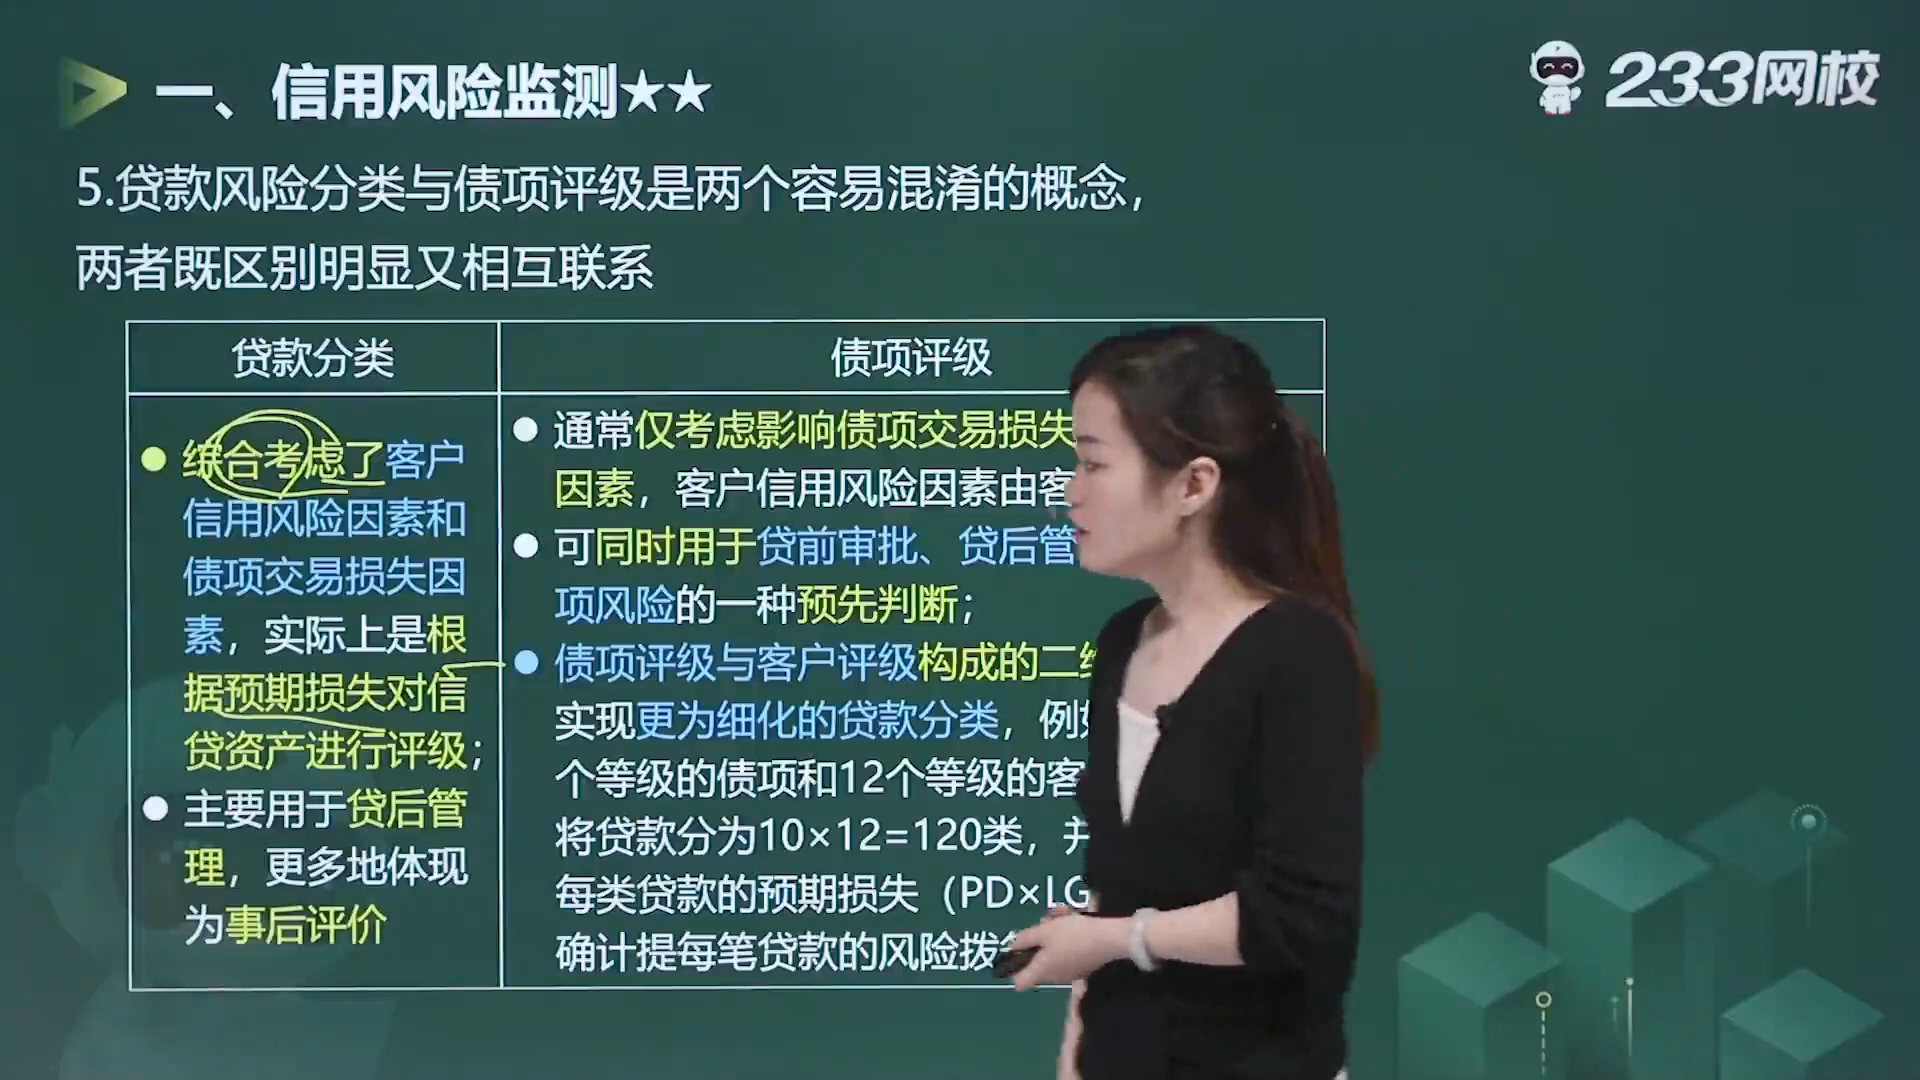 一、信用风险监测★★
233网校
5.贷款风险分类与债项评级是两个容易混淆的概念，
两者既区别明显又相互联系
贷款分类
综合考虑了客户
信用风险因素和
债项交易损失因
素，实际上是根
据预期损失对信
贷资产进行评级；
主要用于贷后管
理，更多地体现
为事后评价
债项评级
通常仅考虑影响债项交易损失
因素，客户信用风险因素由客
可同时用于贷前审批、贷后管
项风险的一种预先判断；
债项评级与客户评级构成的二
实现更为细化的贷款分类，例
个等级的债项和12个等级的客
将贷款分为10×12=120类，
每类贷款的预期损失（PD×LG
确计提每笔贷款的风险拨